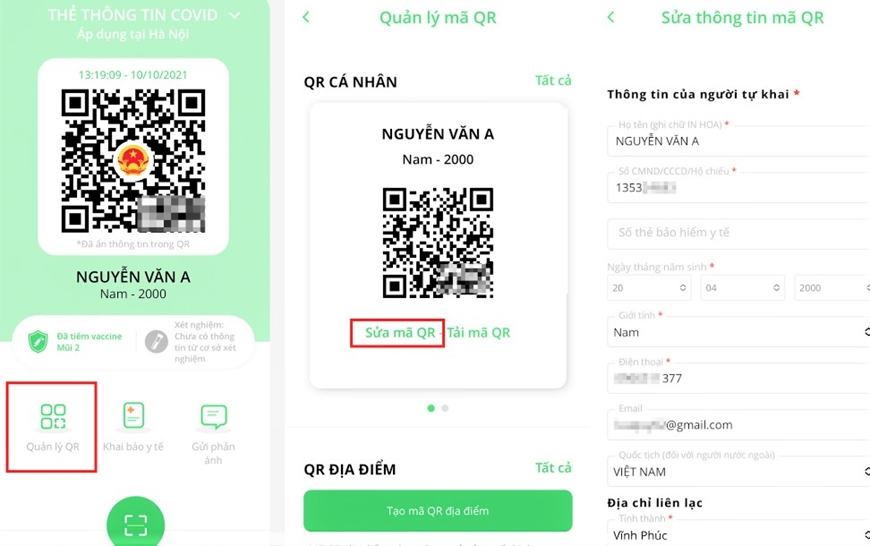 THẺ THÔNG TIN COVID
Áp dụng tại Hà Nội
13:19:09 - 10/10/2021
*Đã ẩn thông tin trong QR
NGUYỄN VĂN A
Nam - 2000
Đã tiêm vaccine
Mũi 2
Xét nghiệm:
Chưa có thông
tin từ cơ sở xét
nghiệm
Quản lý QR
Khai báo y tế
Gửi phản
ánh
Quản lý mã QR
QR CÁ NHÂN
Tất cả
NGUYỄN VĂN A
Nam - 2000
Sửa mã QR - Tải mã QR
QR ĐỊA ĐIỂM
Tất cả
Tạo mã QR địa điểm
Sửa thông tin mã QR
Thông tin của người tự khai *
Họ tên (ghi chữ IN HOA) *
NGUYỄN VĂN A
Số CMND/CCCD/Hộ chiếu *
1353
Số thẻ bảo hiểm y tế
Ngày tháng năm sinh *
20 04 2000
Giới tính *
Nam
Điện thoại *
377
Email
@gmail.com
Quốc tịch (đối với người nước ngoài)
VIỆT NAM
Địa chỉ liên lạc
Tỉnh thành *
Vĩnh Phúc